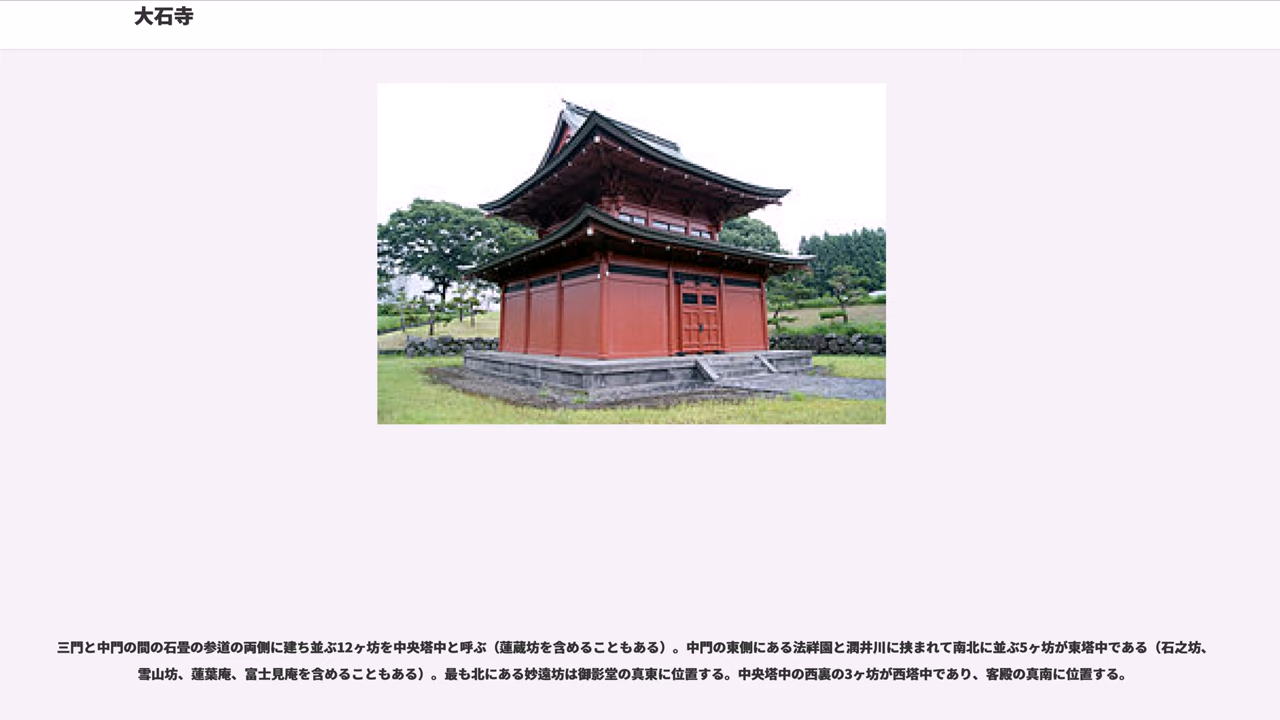 大石寺
三門と中門の間の石畳の参道の両側に建ち並ぶ12ヶ坊を中央塔中と呼ぶ（蓮蔵坊を含めることもある）。中門の東側にある法祥園と潤井川に挟まれて南北に並ぶ5ヶ坊が東塔中である（石之坊、
雪山坊、蓮葉庵、富士見庵を含めることもある）。最も北にある妙遠坊は御影堂の真東に位置する。中央塔中の西裏の3ヶ坊が西塔中であり、客殿の真南に位置する。